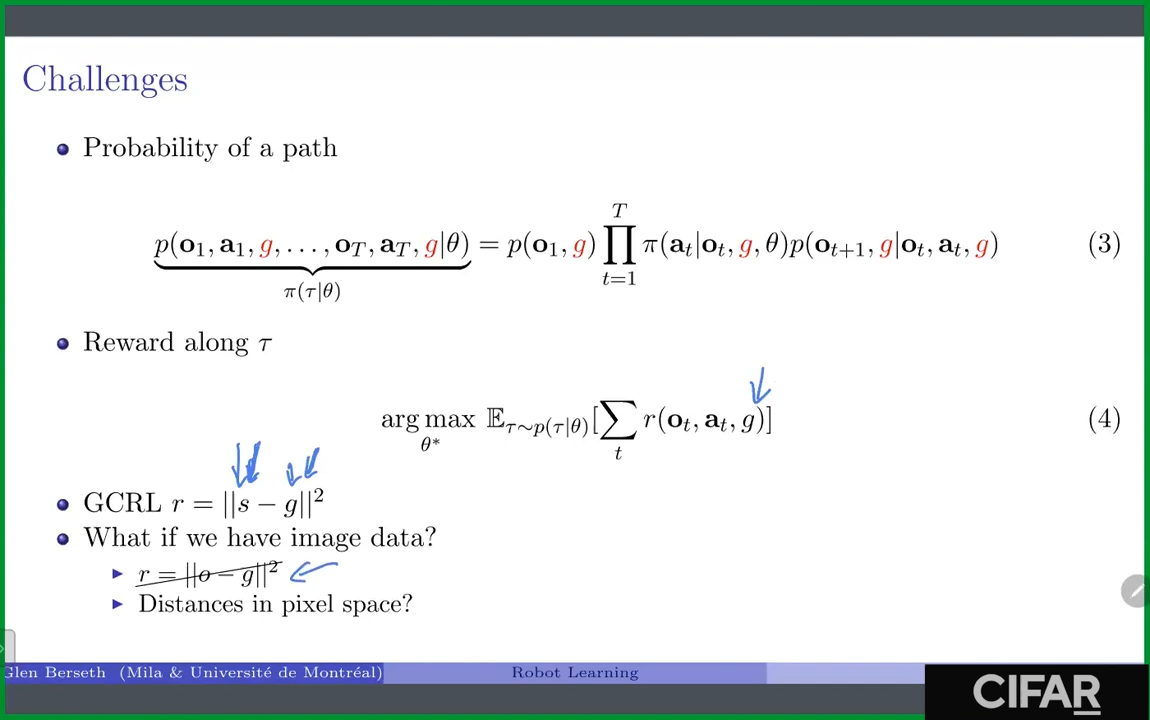 Challenges
Probability of a path
p(o₁, a₁, g, . . . , o_T, a_T, g|θ) = p(o₁, g) ∏_{t=1}^{T} π(a_t|o_t, g, θ)p(o_{t+1}, g|o_t, a_t, g) (3)
π(τ|θ)
Reward along τ
arg max_{θ*} 𝔼_{τ∼p(τ|θ)}[∑_t r(o_t, a_t, g)] (4)
GCRL r = ||s − g||²
What if we have image data?
r = ||o − g||²
Distances in pixel space?
Glen Berseth (Mila & Université de Montréal) Robot Learning
CIFAR